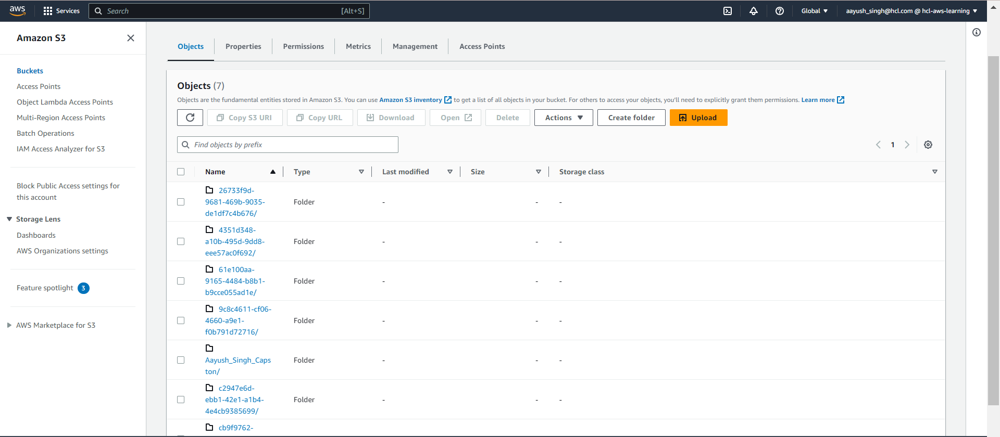 aws
Services
Search
[Alt+S]
Global
aayush_singh@hcl.com @ hcl-aws-learning
Amazon S3
Buckets
Access Points
Object Lambda Access Points
Multi-Region Access Points
Batch Operations
IAM Access Analyzer for S3
Block Public Access settings for
this account
Storage Lens
Dashboards
AWS Organizations settings
Feature spotlight 3
AWS Marketplace for S3
Objects
Properties
Permissions
Metrics
Management
Access Points
Objects (7)
Objects are the fundamental entities stored in Amazon S3. You can use Amazon S3 inventory to get a list of all objects in your bucket. For others to access your objects, you'll need to explicitly grant them permissions. Learn more
Copy S3 URI
Copy URL
Download
Open
Delete
Actions
Create folder
Upload
Find objects by prefix
1
Name
Type
Last modified
Size
Storage class
26733f9d-
9681-469b-9035-
de1df7c4b676/
Folder
-
-
-
4351d348-
a10b-495d-9dd8-
eee57ac0f692/
Folder
-
-
-
61e100aa-
9165-4484-b8b1-
b9cce055ad1e/
Folder
-
-
-
9c8c4611-cf06-
4660-a9e1-
f0b791d72716/
Folder
-
-
-
Aayush_Singh_Caps
ton/
Folder
-
-
-
c2947e6d-
ebb1-42e1-a1b4-
4e4cb9385699/
Folder
-
-
-
cb9f9762-